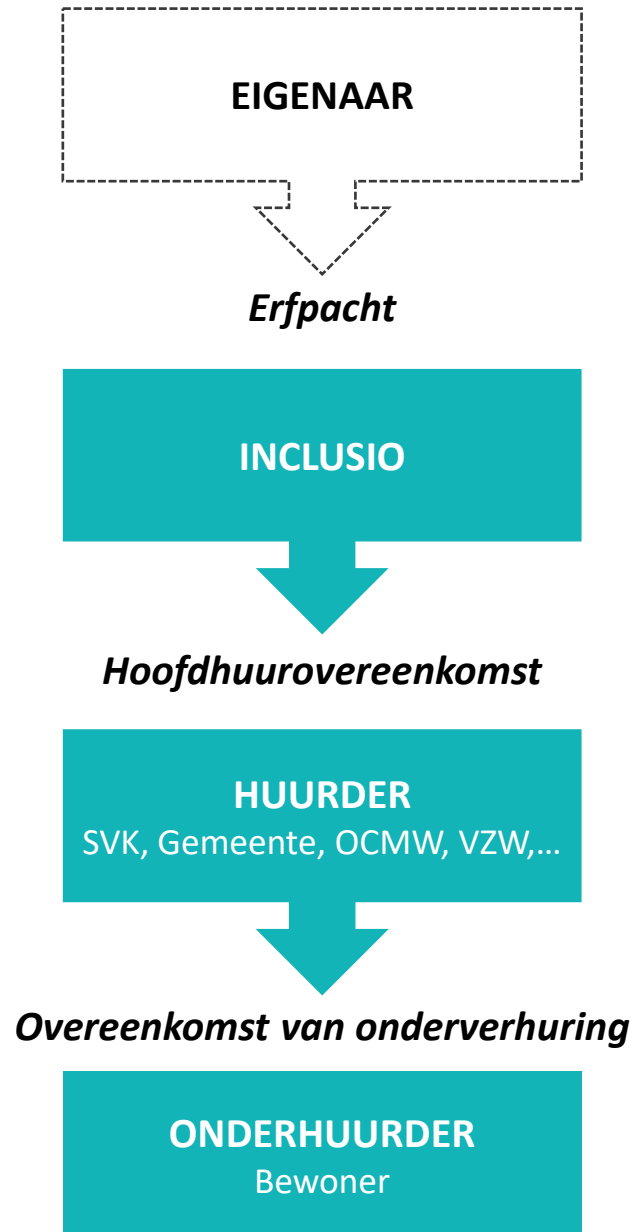 EIGENAAR
Erfpacht
INCLUSIO
Hoofdhuurovereenkomst
HUURDER
SVK, Gemeente, OCMW, VZW,...
Overeenkomst van onderverhuring
ONDERHUURDER
Bewoner